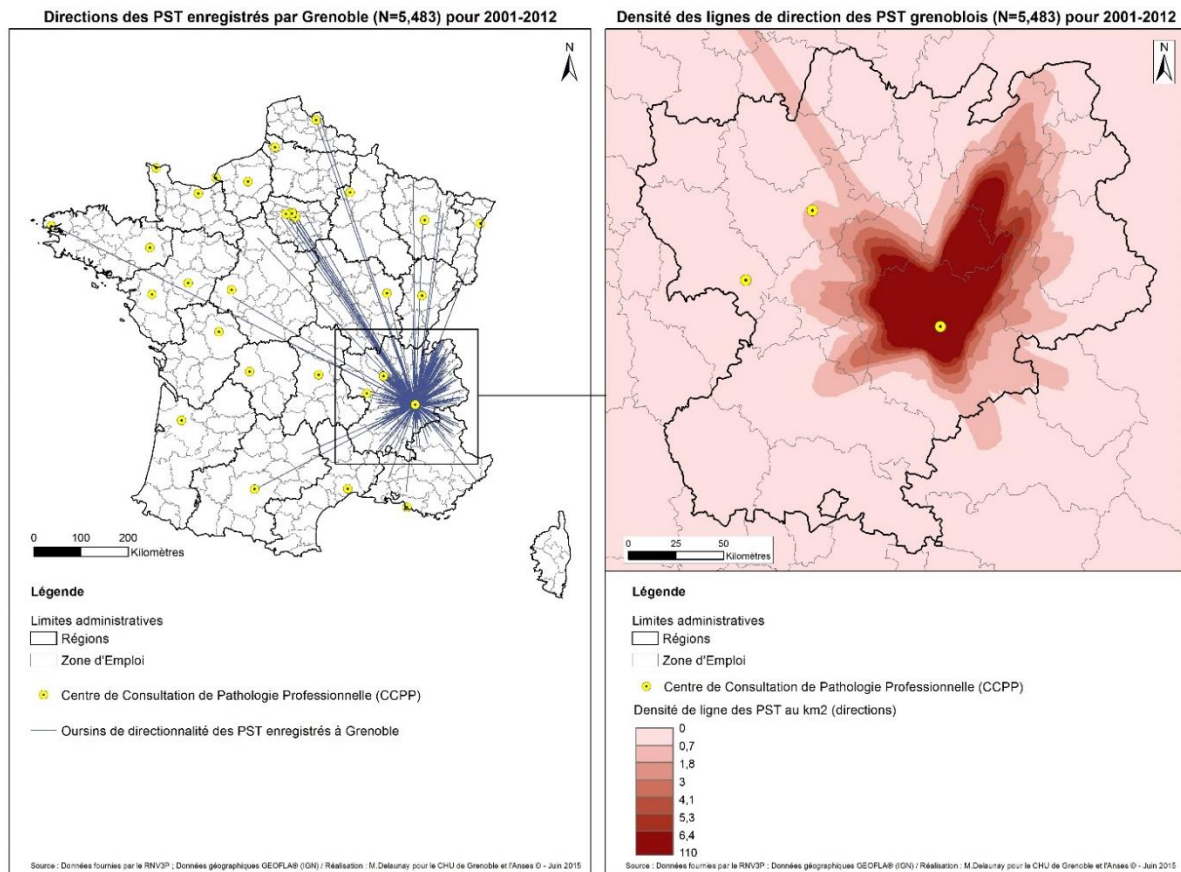 Directions des PST enregistrés par Grenoble (N=5,483) pour 2001-2012
N
0 100 200
Kilomètres
Légende
Limites administratives
Régions
Zone d'Emploi
Centre de Consultation de Pathologie Professionnelle (CCPP)
Oursins de directionnalité des PST enregistrés à Grenoble
Source : Données fournies par le RNV3P ; Données géographiques GEOFLA® (IGN) / Réalisation : M.Delaunay pour le CHU de Grenoble et l'Anses © - Juin 2015
Densité des lignes de direction des PST grenoblois (N=5,483) pour 2001-2012
N
0 25 50
Kilomètres
Légende
Limites administratives
Régions
Zone d'Emploi
Centre de Consultation de Pathologie Professionnelle (CCPP)
Densité de ligne des PST au km2 (directions)
0
0,7
1,8
3
4,1
5,3
6,4
110
Source : Données fournies par le RNV3P ; Données géographiques GEOFLA® (IGN) / Réalisation : M.Delaunay pour le CHU de Grenoble et l'Anses © - Juin 2015